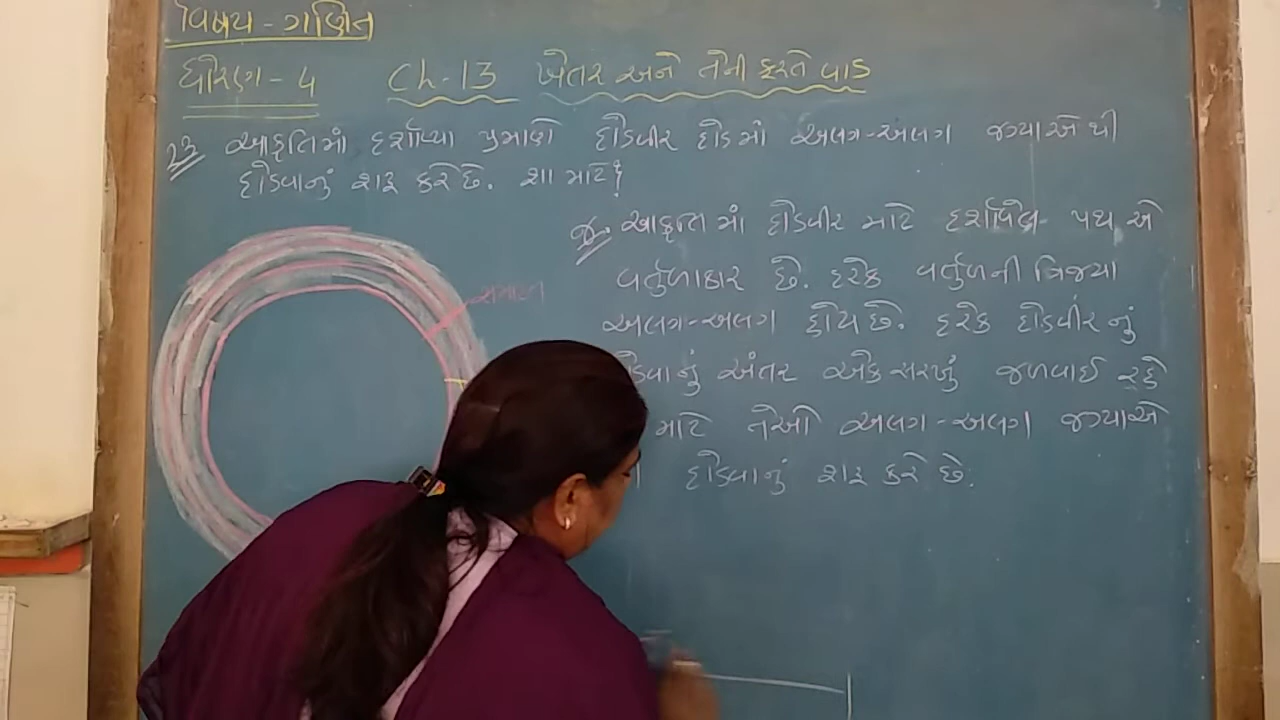 વિષય - ગણિત
ધોરણ - ૫ Ch-13 ખેતર અને તેની ફરતે વાડ
આકૃતિમાં દર્શાવ્યા પ્રમાણે દોડવીર દોડમાં અલગ-અલગ જગ્યાએથી
દોડવાનું શરૂ કરે છે. શા માટે?
જ. આકૃતિમાં દોડવીર માટે દર્શાવેલ પથ એ
વર્તુળાકાર છે. દરેક વર્તુળની ત્રિજ્યા
સમાપ્ત
અલગ-અલગ હોય છે. દરેક દોડવીરનું
અંતર એક સરખું જળવાઈ રહે
માટે તેઓ અલગ-અલગ જગ્યાએ
દોડવાનું શરૂ કરે છે.